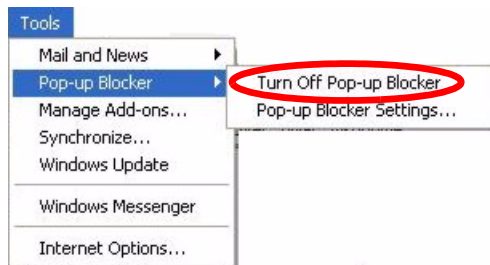 Tools
Mail and News
Pop-up Blocker
Turn Off Pop-up Blocker
Manage Add-ons...
Pop-up Blocker Settings...
Synchronize...
Windows Update
Windows Messenger
Internet Options...